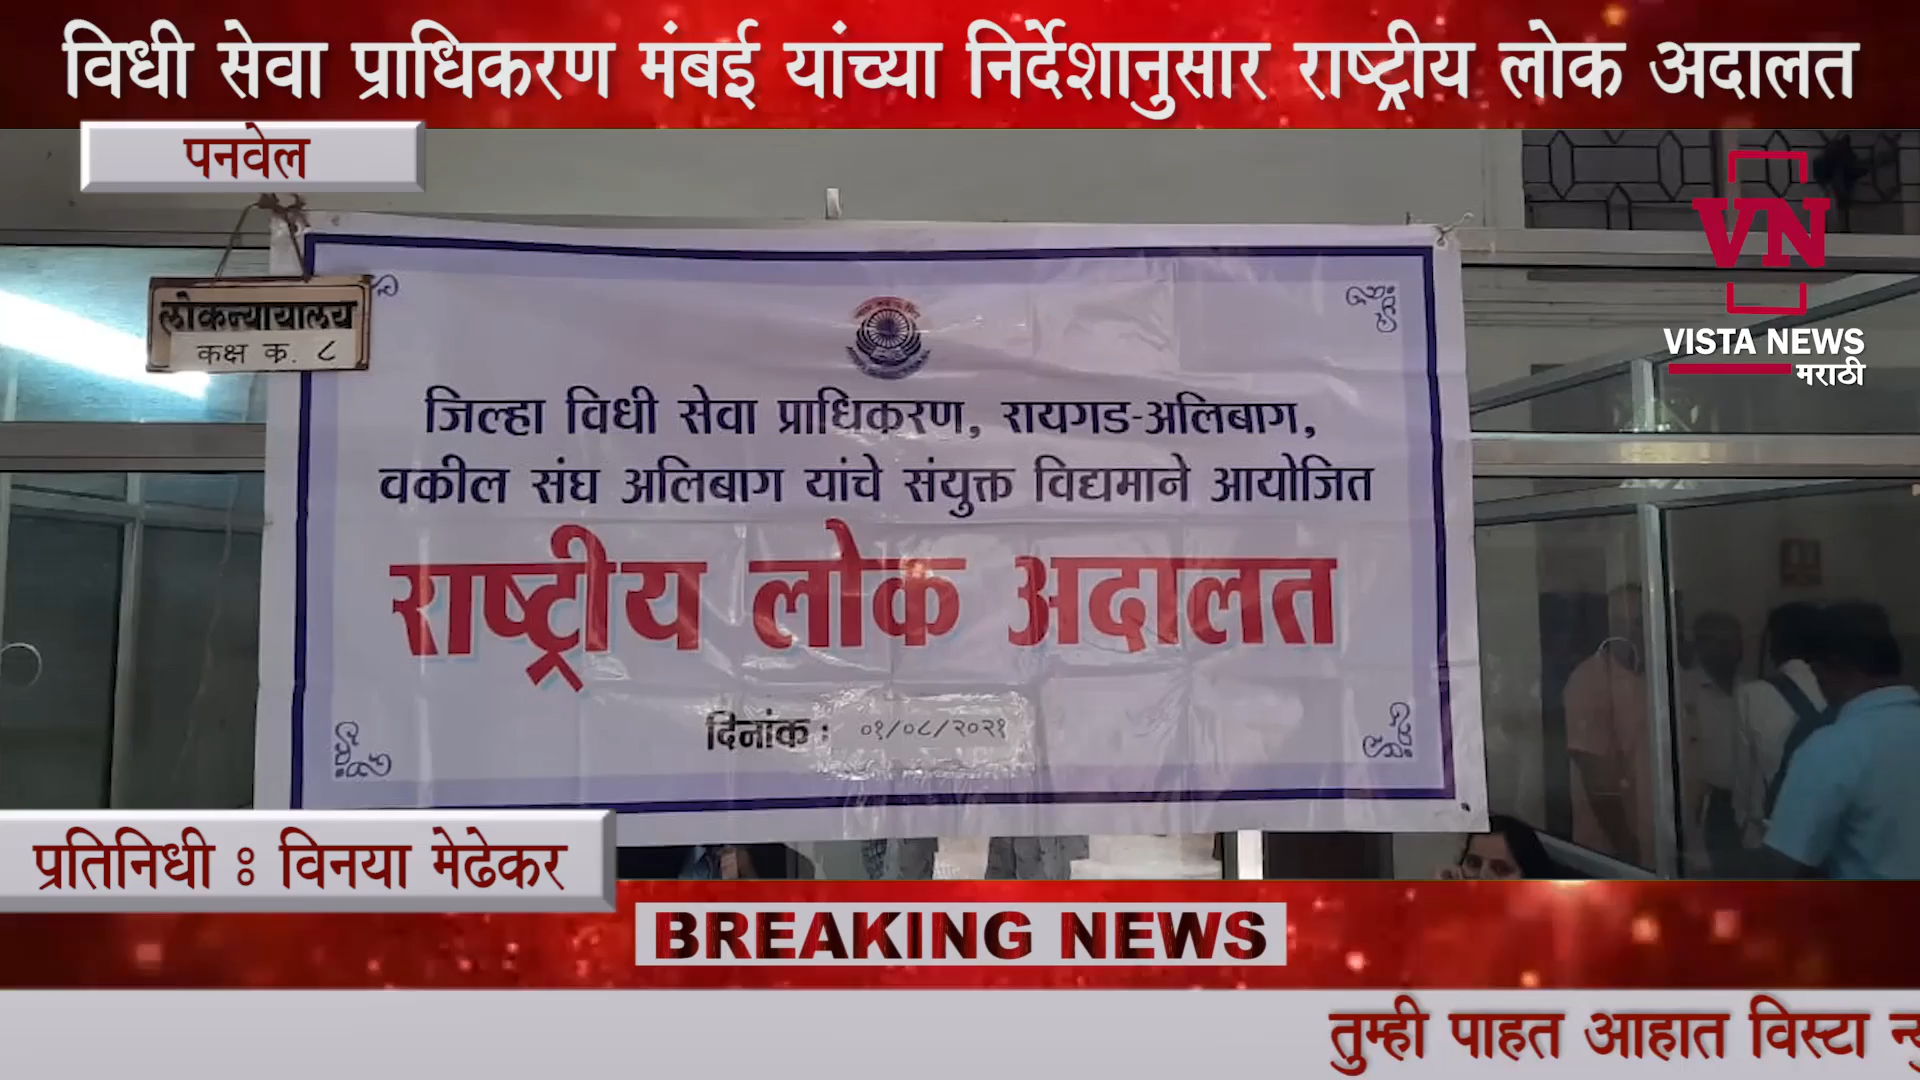 विधी सेवा प्राधिकरण मंबई यांच्या निर्देशानुसार राष्ट्रीय लोक अदालत
पनवेल
VN
VISTA NEWS
मराठी
लोकन्यायालय
कक्ष क. ८
जिल्हा विधी सेवा प्राधिकरण, रायगड-अलिबाग,
वकील संघ अलिबाग यांचे संयुक्त विद्यमाने आयोजित
राष्ट्रीय लोक अदालत
दिनांक : ०१/०८/२०२१
प्रतिनिधी : विनया मेढेकर
BREAKING NEWS
तुम्ही पाहत आहात विस्टा